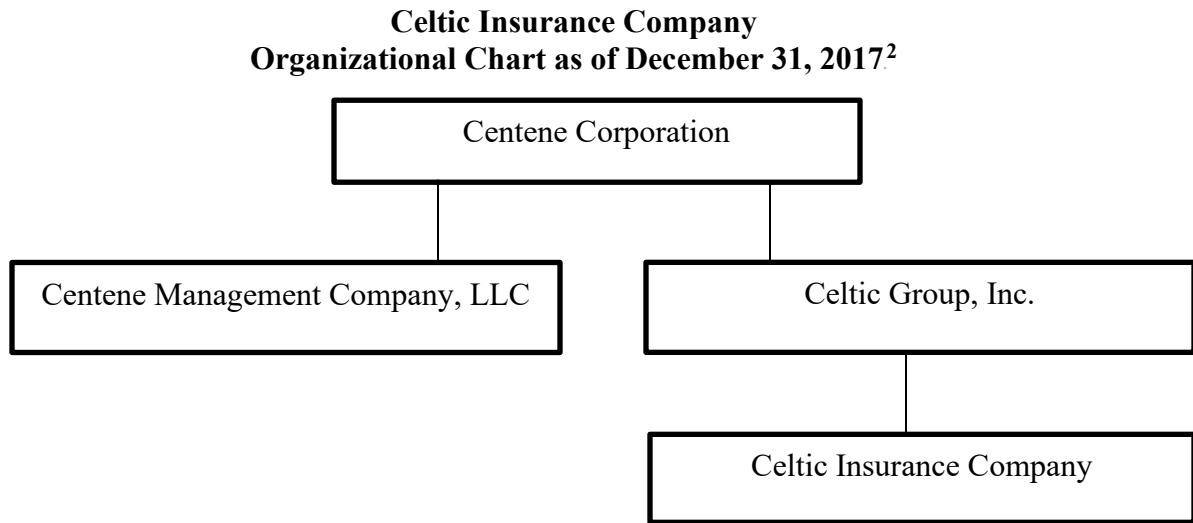 Celtic Insurance Company
Organizational Chart as of December 31, 2017.2
Centene Corporation
Centene Management Company, LLC
Celtic Group, Inc.
Celtic Insurance Company